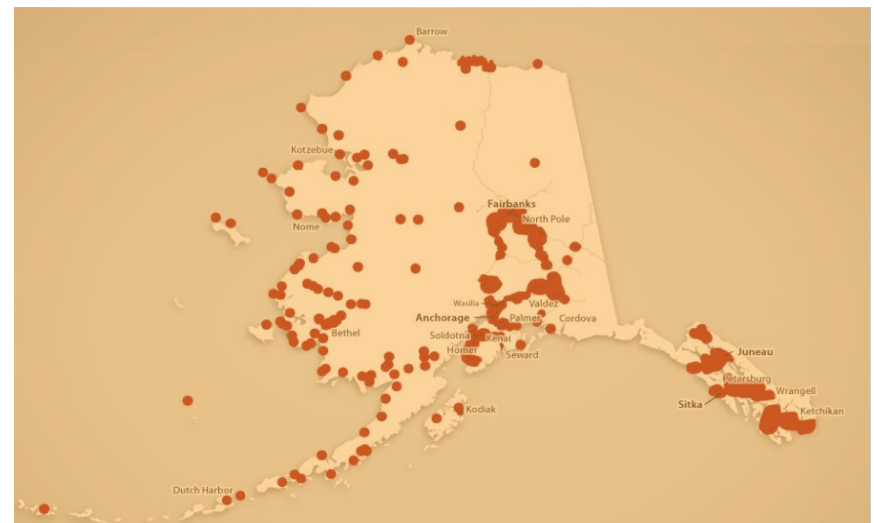 Barrow
Kotzebue
Nome
Fairbanks
North Pole
Wasilla
Anchorage
Palmer
Valdez
Cordova
Bethel
Soldotna
Kenai
Homer
Seward
Kodiak
Dutch Harbor
Juneau
Petersburg
Wrangell
Sitka
Ketchikan